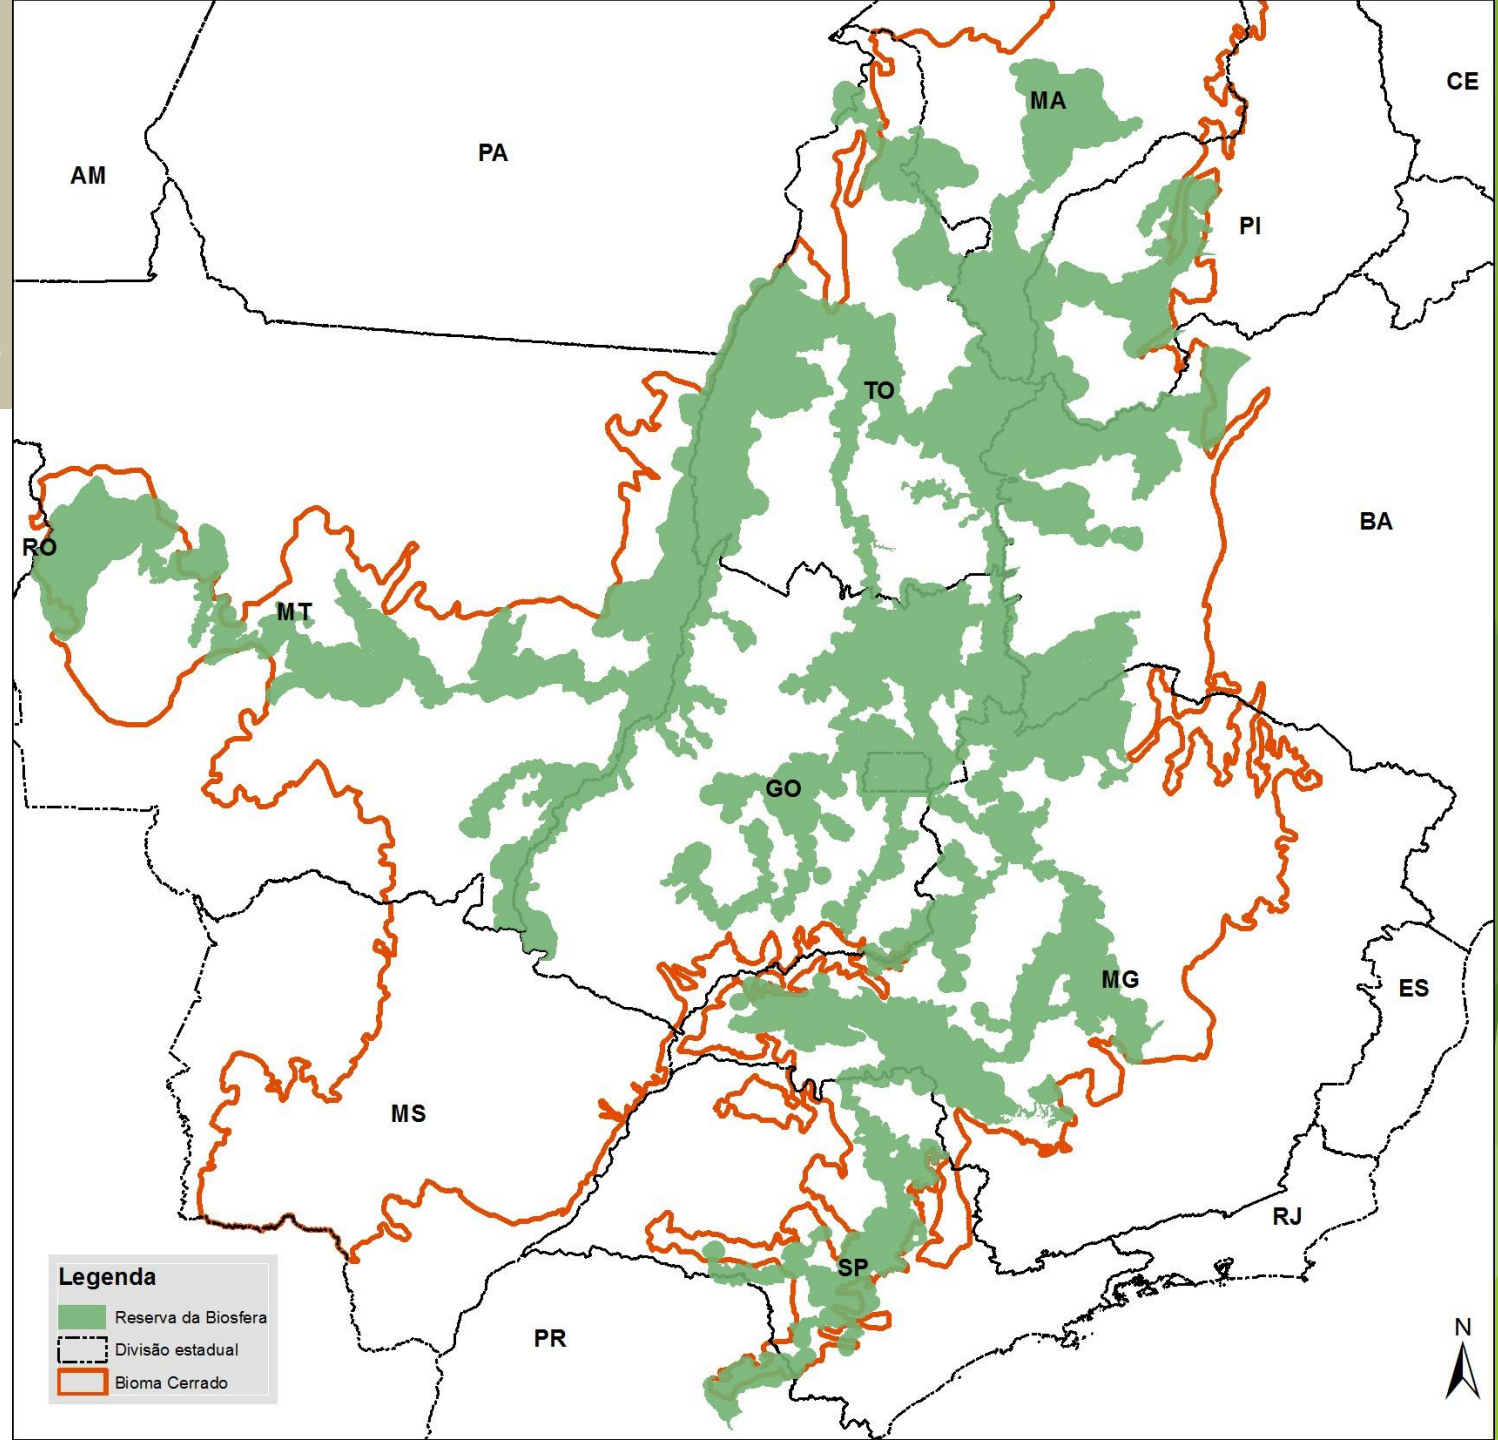 CE
MA
PA
AM
PI
TO
BA
RO
MT
GO
MG
ES
MS
RJ
SP
PR
N
Legenda
Reserva da Biosfera
Divisão estadual
Bioma Cerrado